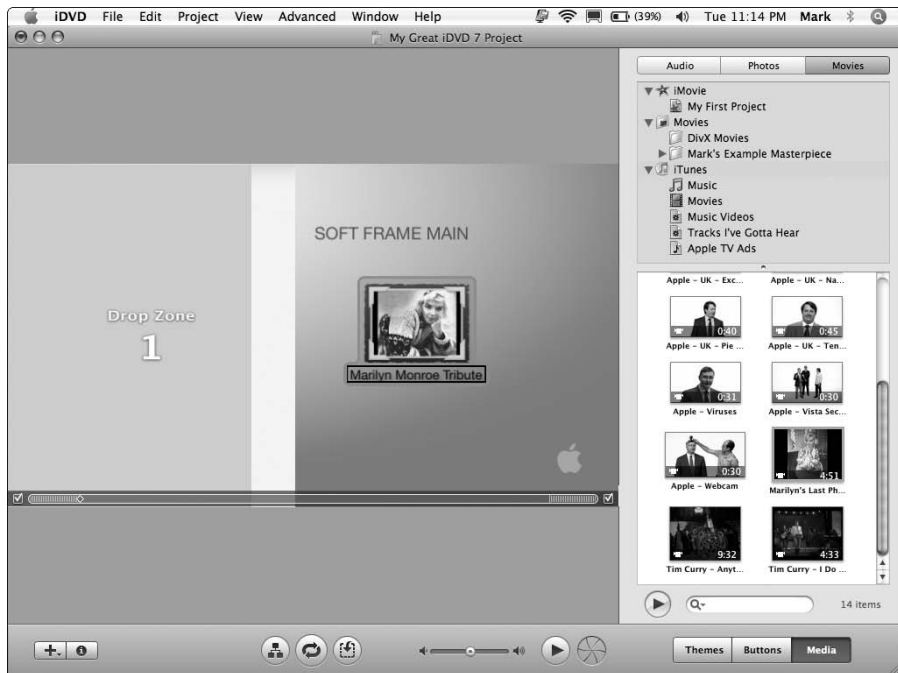 iDVD File Edit Project View Advanced Window Help (39%) Tue 11:14 PM Mark
My Great iDVD 7 Project
Audio Photos Movies
iMovie
My First Project
Movies
DivX Movies
Mark's Example Masterpiece
iTunes
Music
Movies
Music Videos
Tracks I've Gotta Hear
Apple TV Ads
SOFT FRAME MAIN
Drop Zone
1
Marilyn Monroe Tribute
Apple – UK – Exc... Apple – UK – Na...
0:40 0:45
Apple – UK – Pie ... Apple – UK – Ten...
0:31 0:30
Apple – Viruses Apple – Vista Sec...
0:30 4:51
Apple – Webcam Marilyn's Last Ph...
9:32 4:33
Tim Curry – Anyt... Tim Curry – I Do ...
14 items
Themes Buttons Media